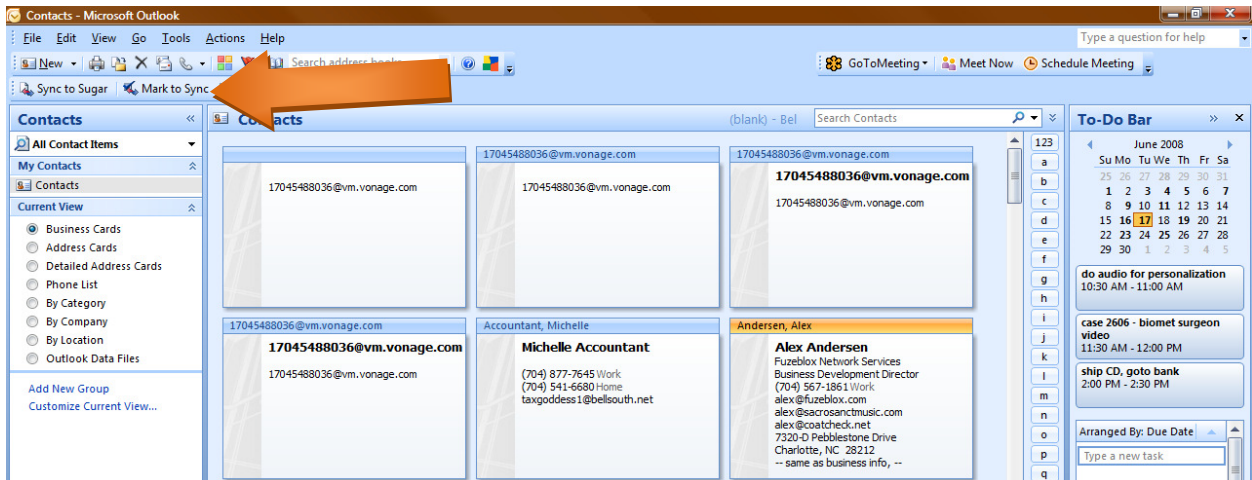 Contacts - Microsoft Outlook
File Edit View Go Tools Actions Help
Type a question for help
New
Search address books
GoToMeeting Meet Now Schedule Meeting
Sync to Sugar Mark to Sync
Contacts
All Contact Items
My Contacts
Contacts
Current View
Business Cards
Address Cards
Detailed Address Cards
Phone List
By Category
By Company
By Location
Outlook Data Files
Add New Group
Customize Current View...
Contacts
(blank) - Bel
Search Contacts
17045488036@vm.vonage.com
17045488036@vm.vonage.com
17045488036@vm.vonage.com
17045488036@vm.vonage.com
17045488036@vm.vonage.com
17045488036@vm.vonage.com
17045488036@vm.vonage.com
17045488036@vm.vonage.com
17045488036@vm.vonage.com
Accountant, Michelle
Michelle Accountant
(704) 877-7645 Work
(704) 541-6680 Home
taxgoddess1@bellsouth.net
Andersen, Alex
Alex Andersen
Fuzeblox Network Services
Business Development Director
(704) 567-1861 Work
alex@fuzeblox.com
alex@sacrosanctmusic.com
alex@coatcheck.net
7320-D Pebblestone Drive
Charlotte, NC 28212
-- same as business info, --
123
a
b
c
d
e
f
g
h
i
j
k
l
m
n
o
p
q
To-Do Bar
June 2008
Su Mo Tu We Th Fr Sa
25 26 27 28 29 30 31
1 2 3 4 5 6 7
8 9 10 11 12 13 14
15 16 17 18 19 20 21
22 23 24 25 26 27 28
29 30 1 2 3 4 5
do audio for personalization
10:30 AM - 11:00 AM
case 2606 - biomet surgeon
video
11:30 AM - 12:00 PM
ship CD, goto bank
2:00 PM - 2:30 PM
Arranged By: Due Date
Type a new task